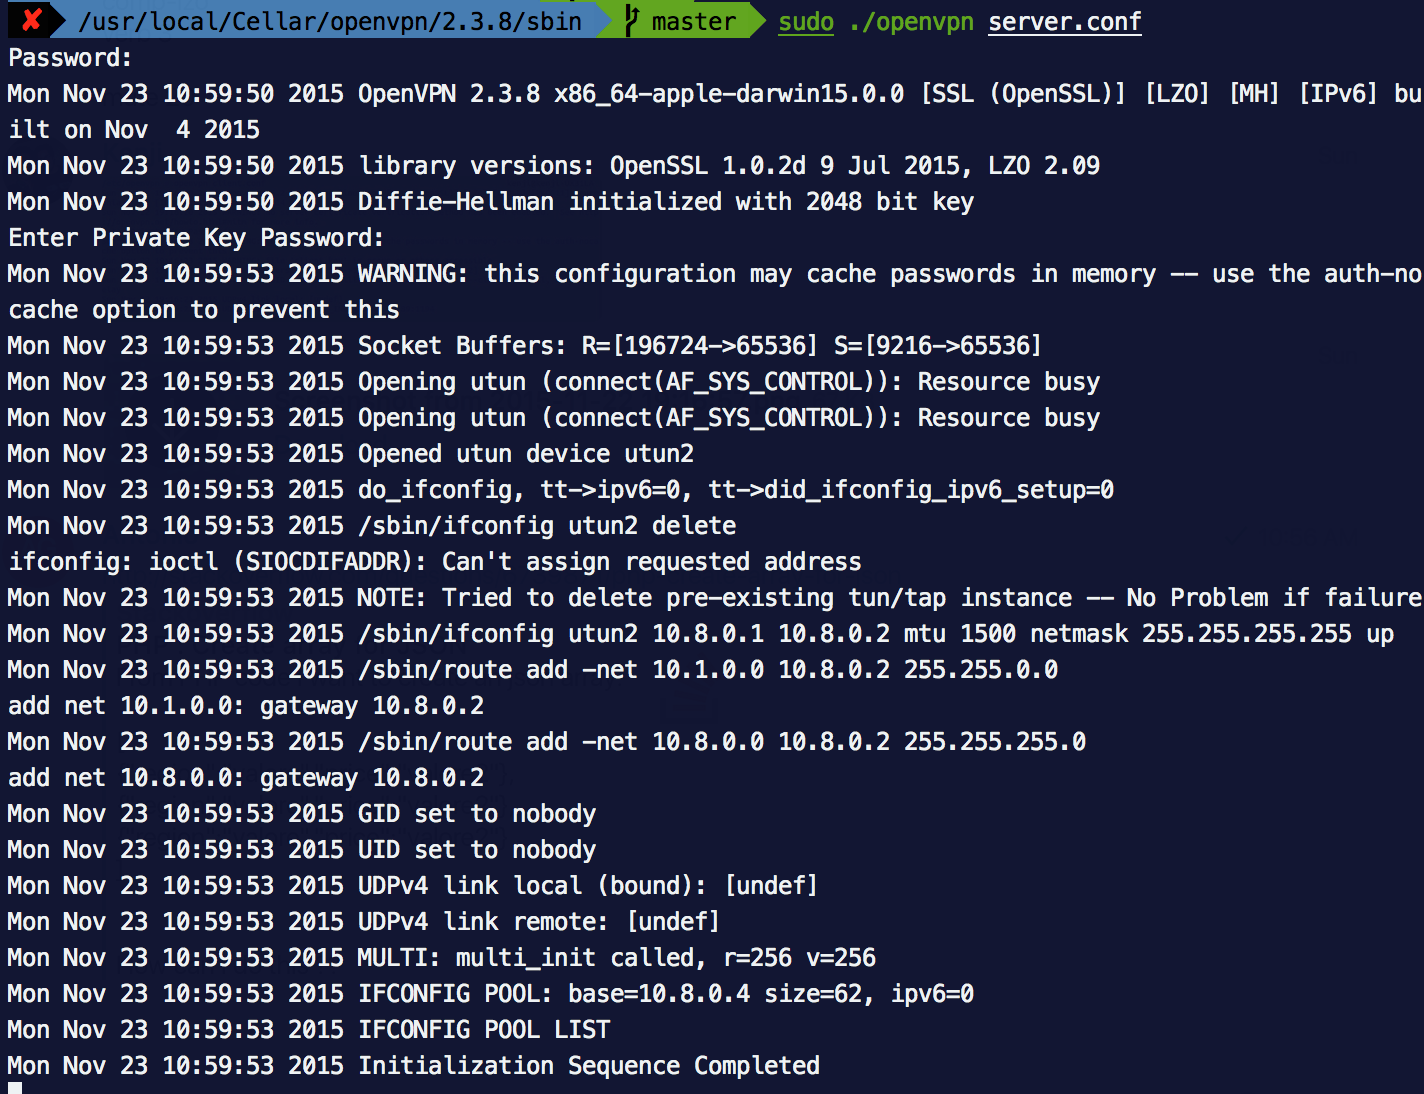 ✘ /usr/local/Cellar/openvpn/2.3.8/sbin master sudo ./openvpn server.conf
Password:
Mon Nov 23 10:59:50 2015 OpenVPN 2.3.8 x86_64-apple-darwin15.0.0 [SSL (OpenSSL)] [LZO] [MH] [IPv6] bu
ilt on Nov  4 2015
Mon Nov 23 10:59:50 2015 library versions: OpenSSL 1.0.2d 9 Jul 2015, LZO 2.09
Mon Nov 23 10:59:50 2015 Diffie-Hellman initialized with 2048 bit key
Enter Private Key Password:
Mon Nov 23 10:59:53 2015 WARNING: this configuration may cache passwords in memory -- use the auth-no
cache option to prevent this
Mon Nov 23 10:59:53 2015 Socket Buffers: R=[196724->65536] S=[9216->65536]
Mon Nov 23 10:59:53 2015 Opening utun (connect(AF_SYS_CONTROL)): Resource busy
Mon Nov 23 10:59:53 2015 Opening utun (connect(AF_SYS_CONTROL)): Resource busy
Mon Nov 23 10:59:53 2015 Opened utun device utun2
Mon Nov 23 10:59:53 2015 do_ifconfig, tt->ipv6=0, tt->did_ifconfig_ipv6_setup=0
Mon Nov 23 10:59:53 2015 /sbin/ifconfig utun2 delete
ifconfig: ioctl (SIOCDIFADDR): Can't assign requested address
Mon Nov 23 10:59:53 2015 NOTE: Tried to delete pre-existing tun/tap instance -- No Problem if failure
Mon Nov 23 10:59:53 2015 /sbin/ifconfig utun2 10.8.0.1 10.8.0.2 mtu 1500 netmask 255.255.255.255 up
Mon Nov 23 10:59:53 2015 /sbin/route add -net 10.1.0.0 10.8.0.2 255.255.0.0
add net 10.1.0.0: gateway 10.8.0.2
Mon Nov 23 10:59:53 2015 /sbin/route add -net 10.8.0.0 10.8.0.2 255.255.255.0
add net 10.8.0.0: gateway 10.8.0.2
Mon Nov 23 10:59:53 2015 GID set to nobody
Mon Nov 23 10:59:53 2015 UID set to nobody
Mon Nov 23 10:59:53 2015 UDPv4 link local (bound): [undef]
Mon Nov 23 10:59:53 2015 UDPv4 link remote: [undef]
Mon Nov 23 10:59:53 2015 MULTI: multi_init called, r=256 v=256
Mon Nov 23 10:59:53 2015 IFCONFIG POOL: base=10.8.0.4 size=62, ipv6=0
Mon Nov 23 10:59:53 2015 IFCONFIG POOL LIST
Mon Nov 23 10:59:53 2015 Initialization Sequence Completed